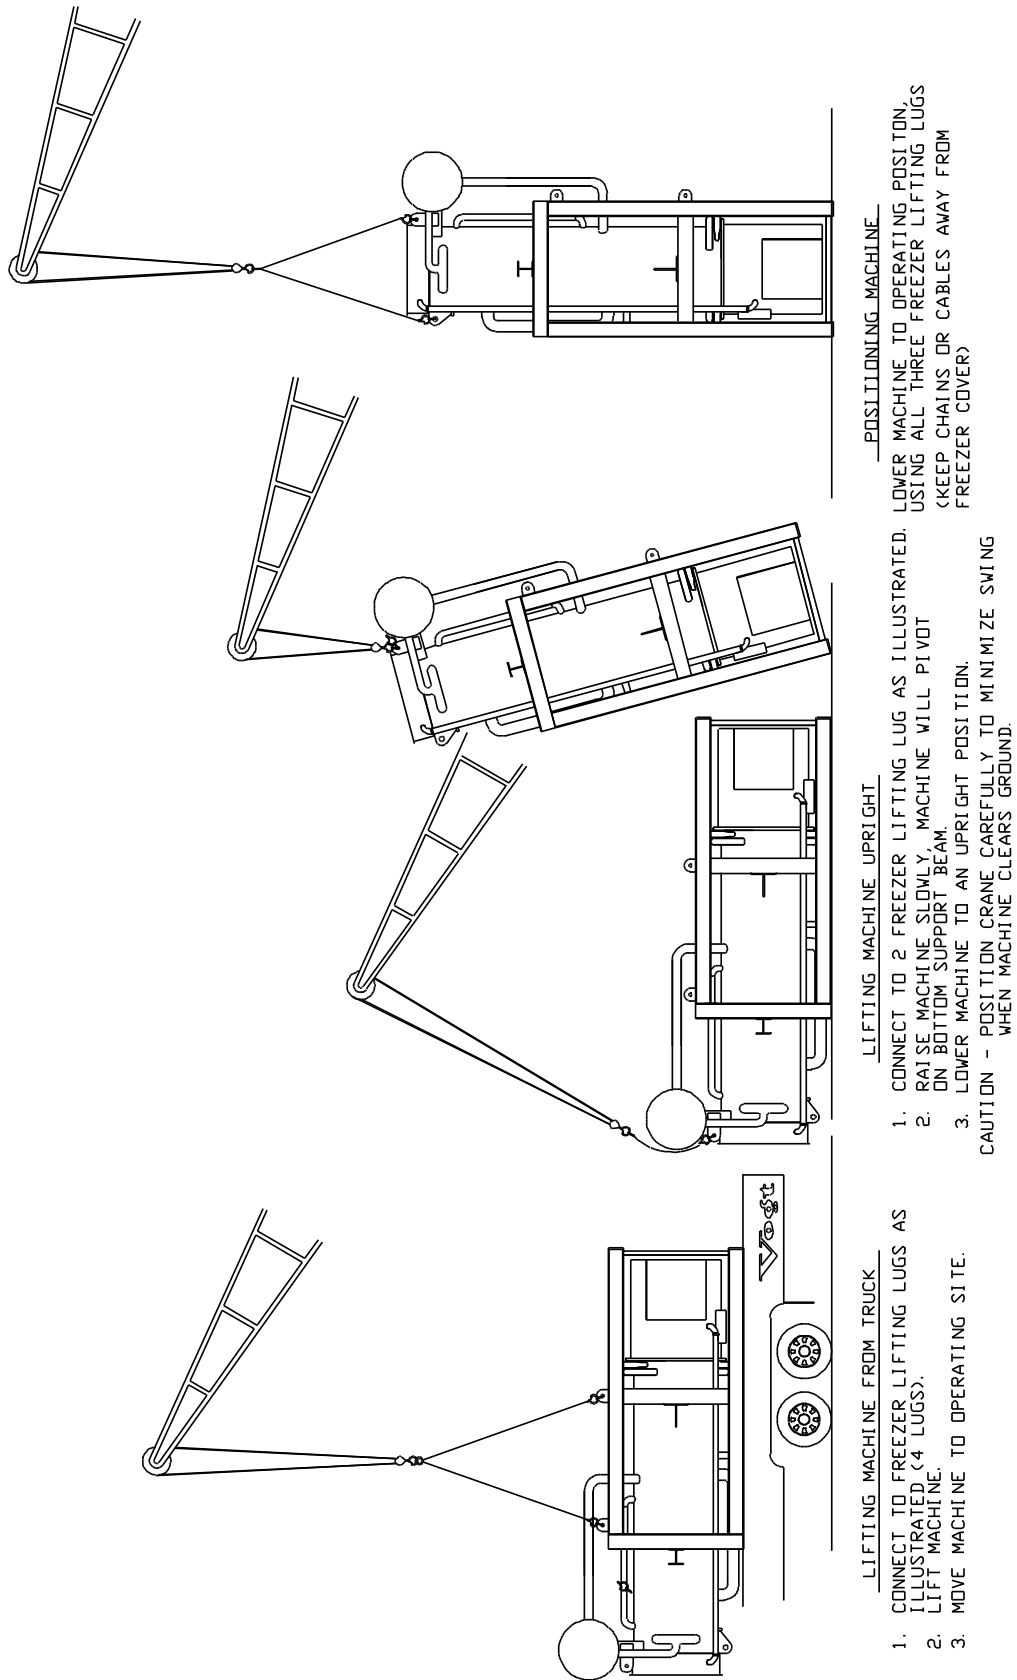 Vogt
LIFTING MACHINE FROM TRUCK
1. CONNECT TO FREEZER LIFTING LUGS AS
ILLUSTRATED (4 LUGS).
2. LIFT MACHINE.
3. MOVE MACHINE TO OPERATING SITE.
LIFTING MACHINE UPRIGHT
1. CONNECT TO 2 FREEZER LIFTING LUG AS ILLUSTRATED.
2. RAISE MACHINE SLOWLY, MACHINE WILL PIVOT
ON BOTTOM SUPPORT BEAM.
3. LOWER MACHINE TO AN UPRIGHT POSITION.
CAUTION - POSITION CRANE CAREFULLY TO MINIMIZE SWING
WHEN MACHINE CLEARS GROUND.
POSITIONING MACHINE
LOWER MACHINE TO OPERATING POSITON,
USING ALL THREE FREEZER LIFTING LUGS
(KEEP CHAINS OR CABLES AWAY FROM
FREEZER COVER)